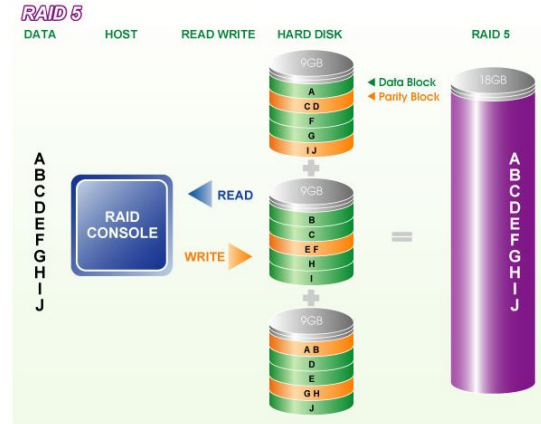 RAID 5
DATA HOST READ WRITE HARD DISK RAID 5
9GB
A
C D
F
G
I J
Data Block
Parity Block
18GB
A
B
C
D
E
F
G
H
I
J
RAID
CONSOLE
READ
WRITE
9GB
B
C
E F
H
I
9GB
A B
D
E
G H
J
A
B
C
D
E
F
G
H
I
J